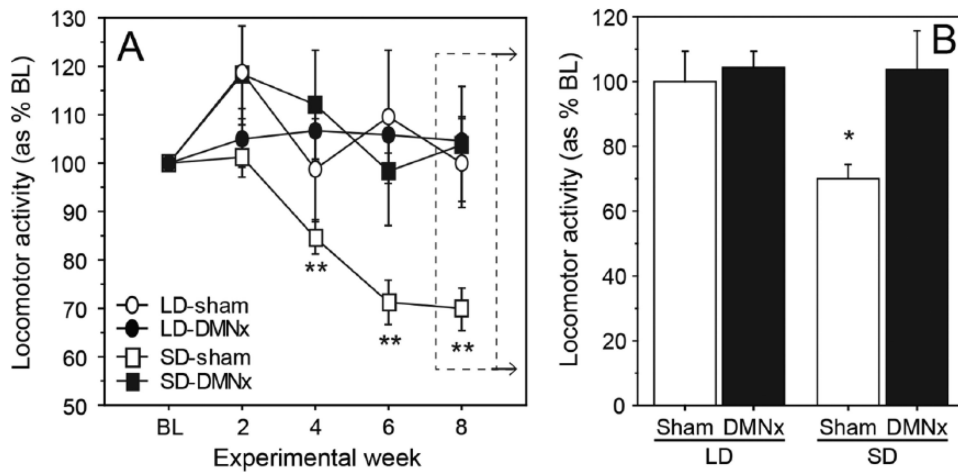 A
Locomotor activity (as % BL)
130
120
110
100
90
80
70
60
50
** ** **
LD-sham
LD-DMNx
SD-sham
SD-DMNx
BL 2 4 6 8
Experimental week
B
Locomotor activity (as % BL)
120
100
80
60
40
20
0
*
Sham DMNx Sham DMNx
LD SD